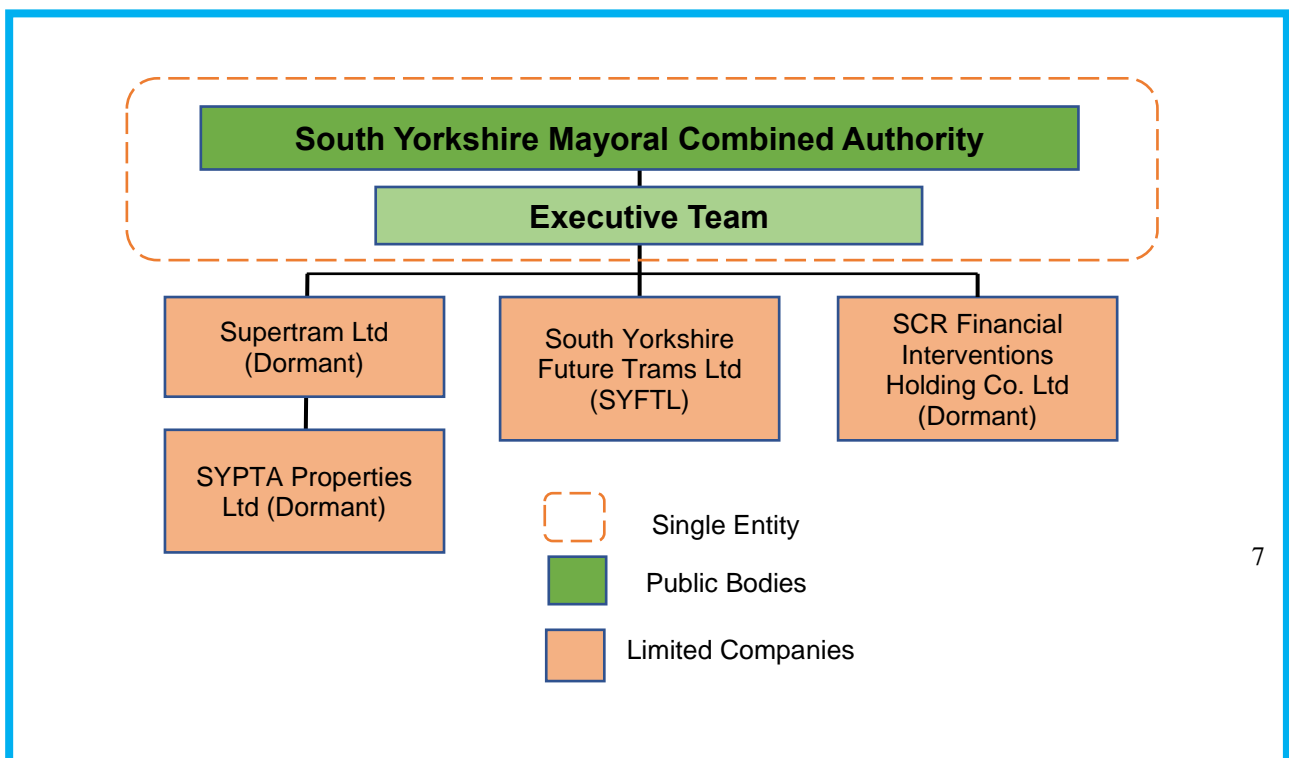 South Yorkshire Mayoral Combined Authority
Executive Team
Supertram Ltd
(Dormant)
South Yorkshire
Future Trams Ltd
(SYFTL)
SCR Financial
Interventions
Holding Co. Ltd
(Dormant)
SYPTA Properties
Ltd (Dormant)
Single Entity
Public Bodies
Limited Companies
7